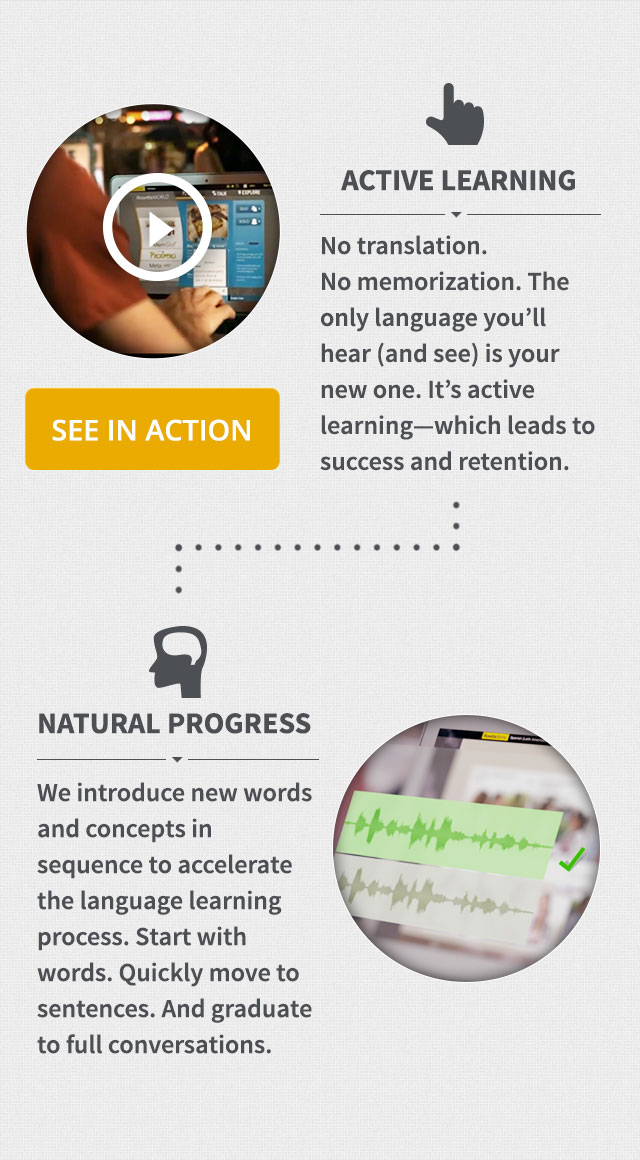 ACTIVE LEARNING
No translation.
No memorization. The
only language you’ll
hear (and see) is your
new one. It’s active
learning—which leads to
success and retention.
SEE IN ACTION
NATURAL PROGRESS
We introduce new words
and concepts in
sequence to accelerate
the language learning
process. Start with
words. Quickly move to
sentences. And graduate
to full conversations.